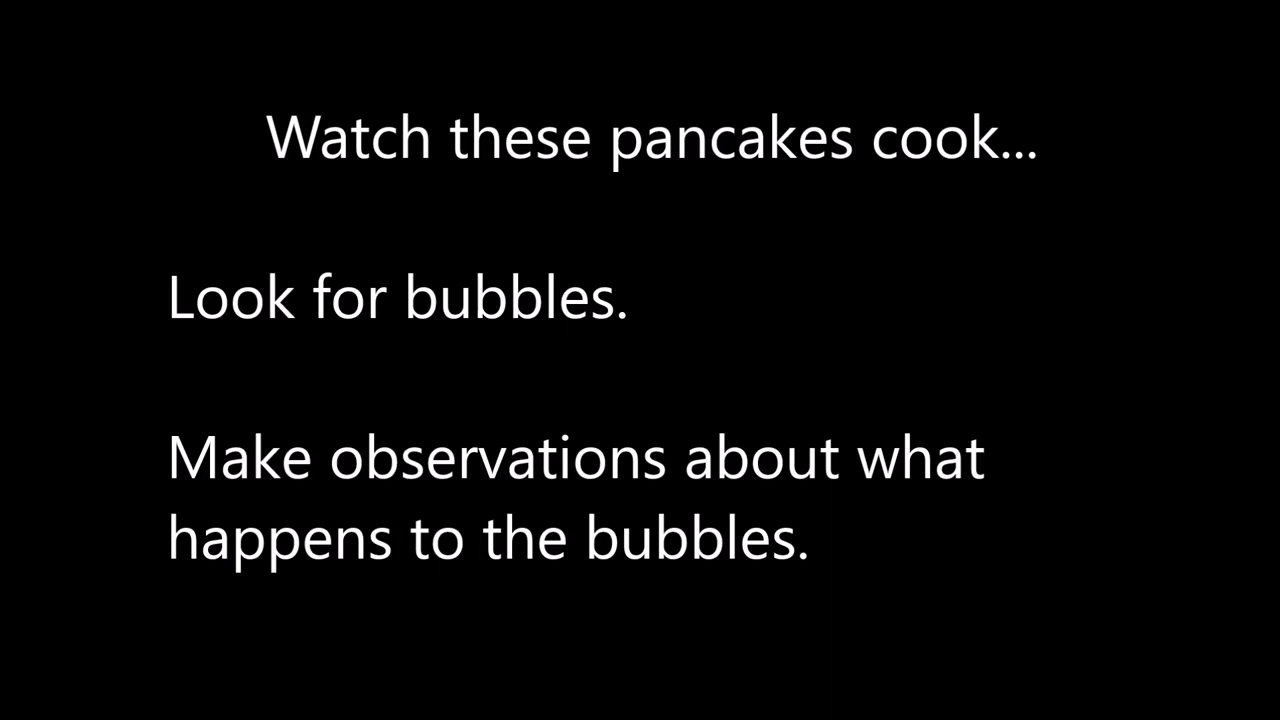 Watch these pancakes cook...
Look for bubbles.
Make observations about what
happens to the bubbles.